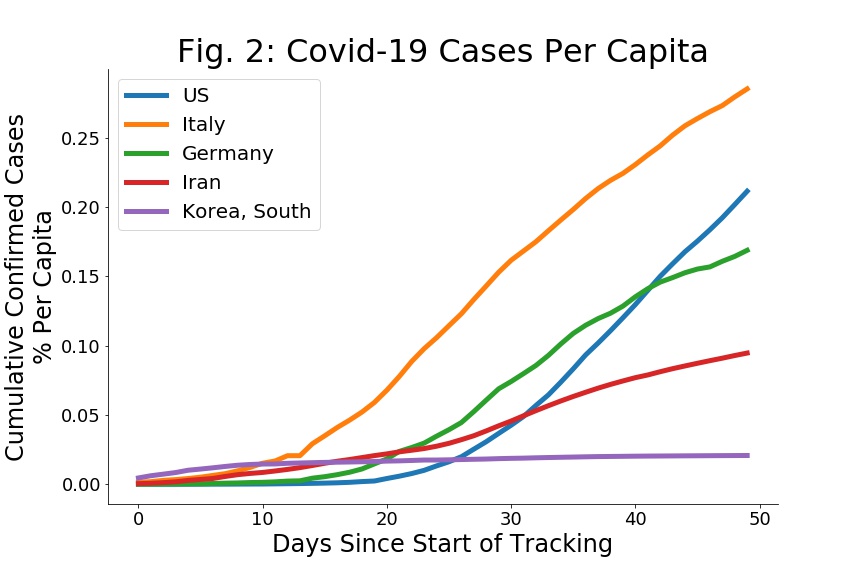 Fig. 2: Covid-19 Cases Per Capita
Cumulative Confirmed Cases
% Per Capita
US
Italy
Germany
Iran
Korea, South
0.25
0.20
0.15
0.10
0.05
0.00
0 10 20 30 40 50
Days Since Start of Tracking